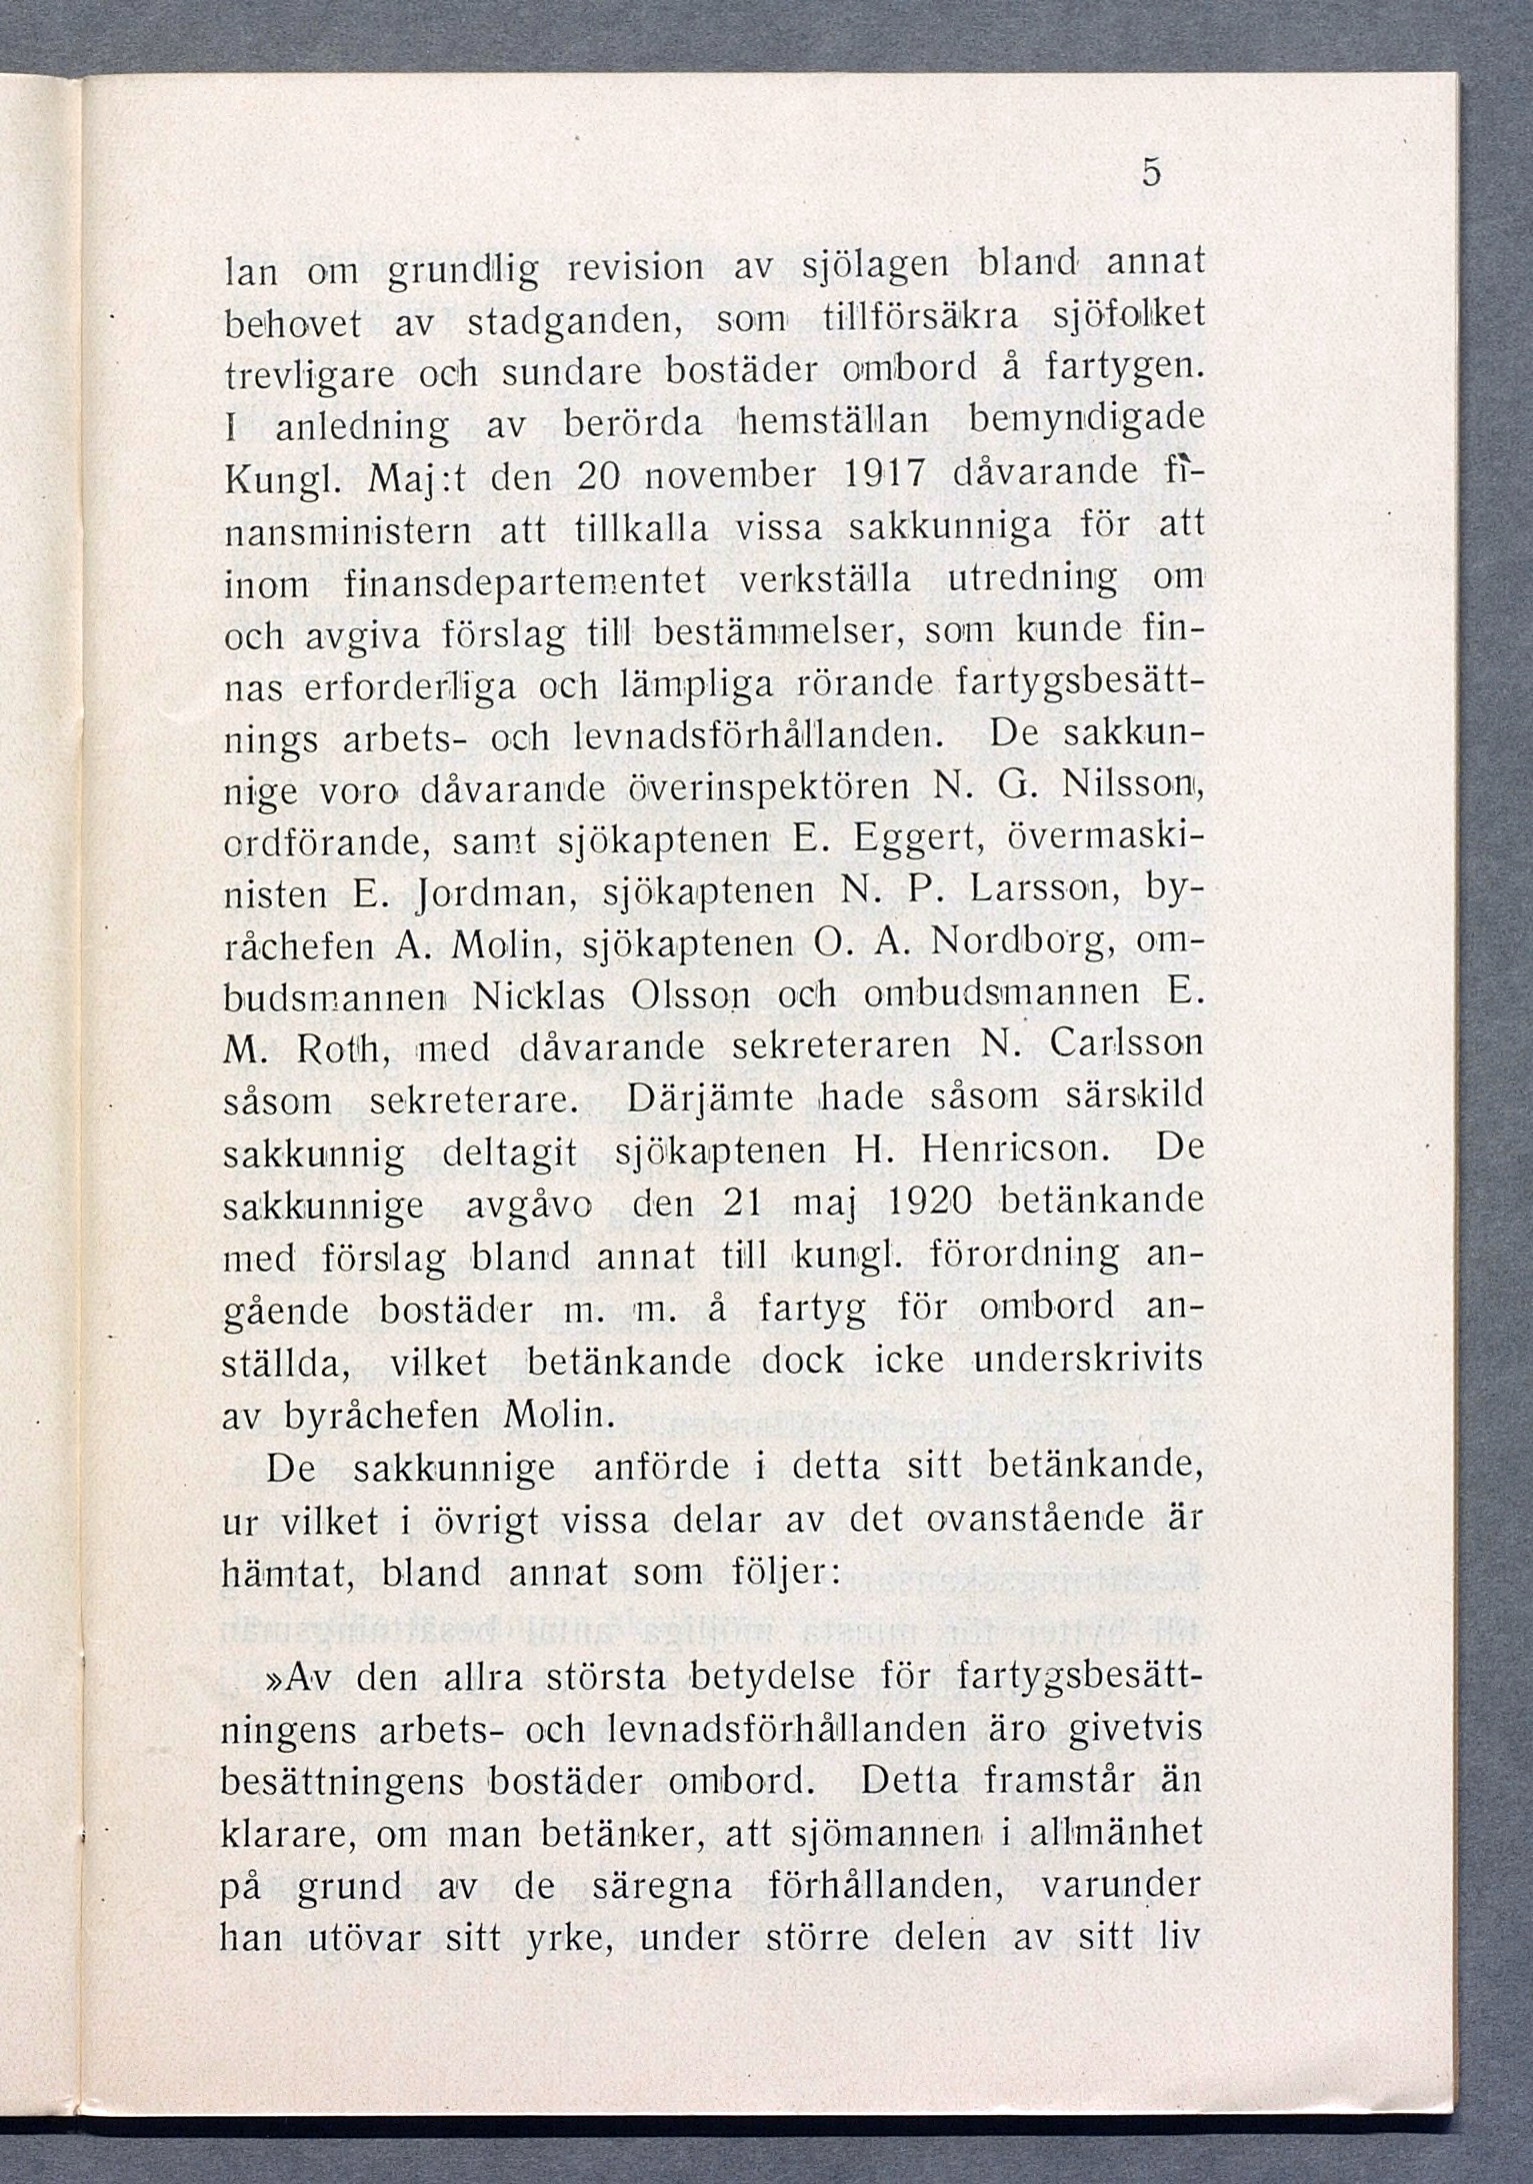 5
lan om grundlig revision av sjölagen bland annat
behovet av stadganden, som tillförsäkra sjöfolket
trevligare och sundare bostäder ombord å fartygen.
I anledning av berörda hemställan bemyndigade
Kungl. Maj:t den 20 november 1917 dåvarande fi-
nansministern att tillkalla vissa sakkunniga för att
inom finansdepartementet verkställa utredning om
och avgiva förslag till bestämmelser, som kunde fin-
nas erforderliga och lämpliga rörande fartygsbesätt-
nings arbets- och levnadsförhållanden. De sakkun-
nige voro dåvarande överinspektören N. G. Nilsson,
ordförande, samt sjökaptenen E. Eggert, övermaski-
nisten E. Jordman, sjökaptenen N. P. Larsson, by-
råchefen A. Molin, sjökaptenen O. A. Nordborg, om-
budsmannen Nicklas Olsson och ombudsmannen E.
M. Roth, med dåvarande sekreteraren N. Carlsson
såsom sekreterare. Därjämte hade såsom särskild
sakkunnig deltagit sjökaptenen H. Henricson. De
sakkunnige avgåvo den 21 maj 1920 betänkande
med förslag bland annat till kungl. förordning an-
gående bostäder m. m. å fartyg för ombord an-
ställda, vilket betänkande dock icke underskrivits
av byråchefen Molin.
De sakkunnige anförde i detta sitt betänkande,
ur vilket i övrigt vissa delar av det ovanstående är
hämtat, bland annat som följer:
»Av den allra största betydelse för fartygsbesätt-
ningens arbets- och levnadsförhållanden äro givetvis
besättningens bostäder ombord. Detta framstår än
klarare, om man betänker, att sjömannen i allmänhet
på grund av de säregna förhållanden, varunder
han utövar sitt yrke, under större delen av sitt liv